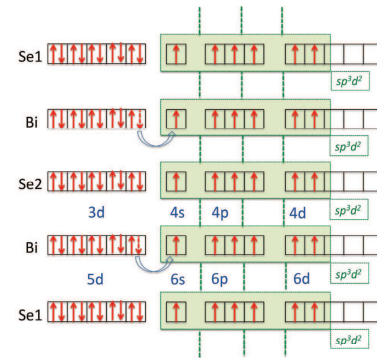 Se1
sp³d²
Bi
sp³d²
Se2
sp³d²
3d 4s 4p 4d
Bi
sp³d²
5d 6s 6p 6d
Se1
sp³d²